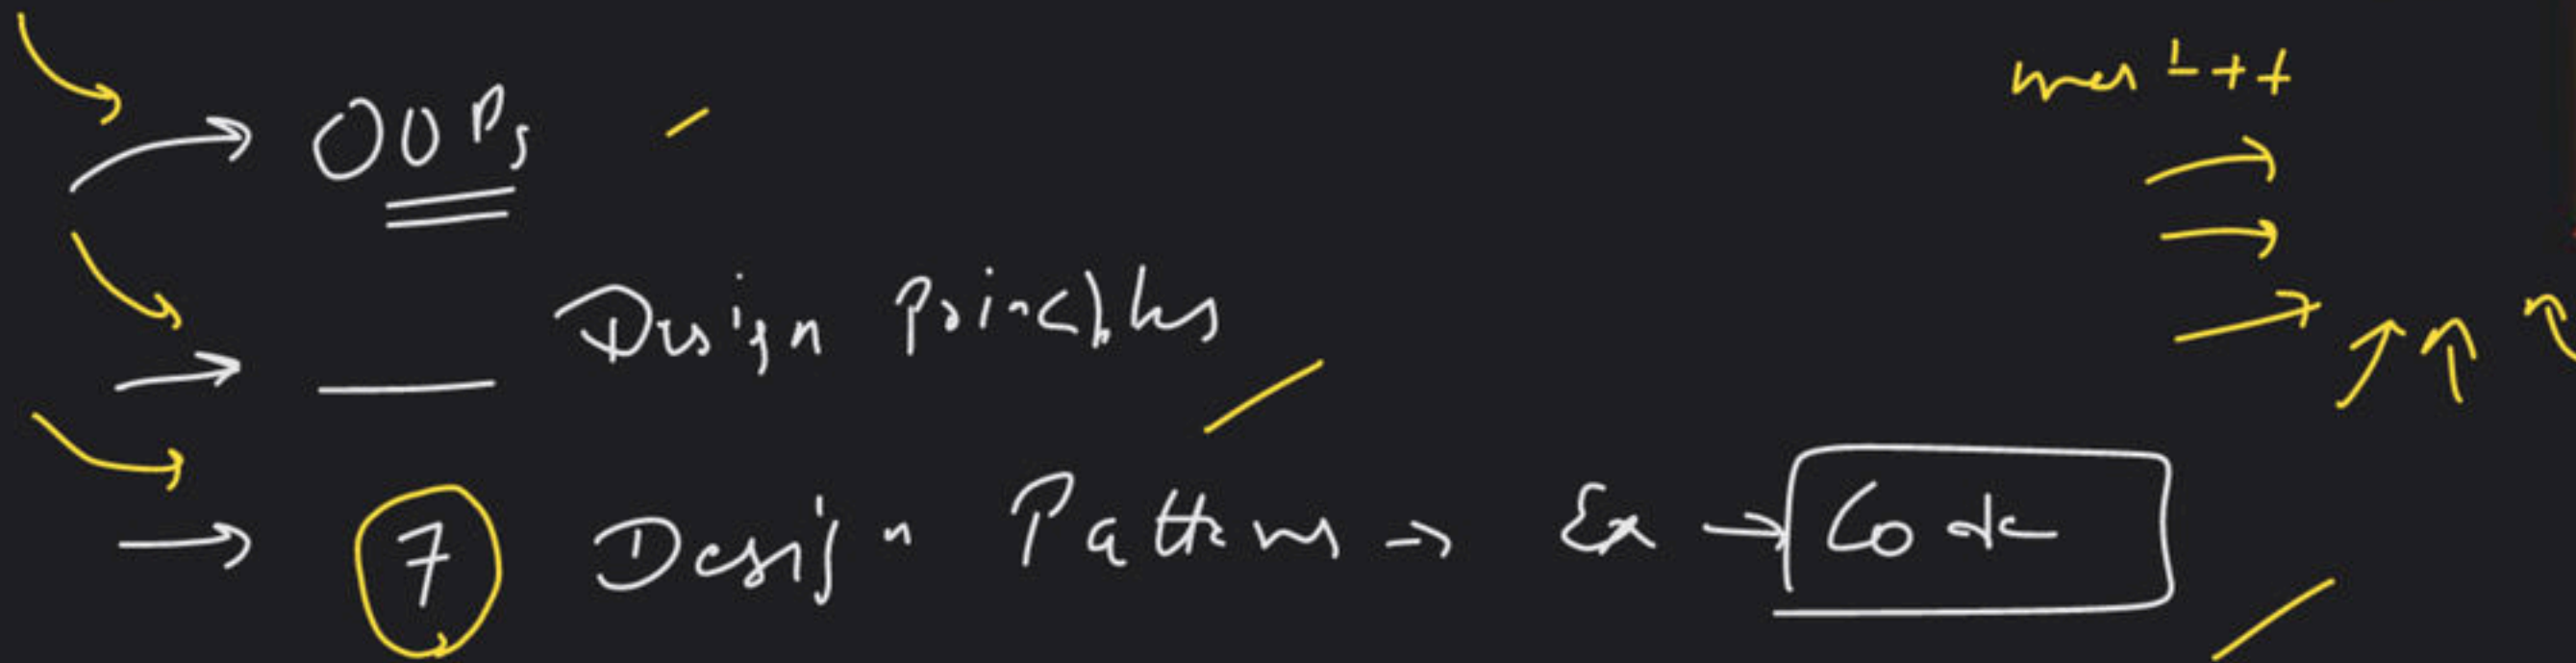 OOPs
Design Principles
7 Design Patterns → Ex → Code